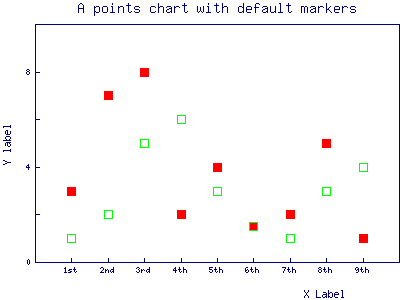 A points chart with default markers
8
4
0
Y label
1st 2nd 3rd 4th 5th 6th 7th 8th 9th
X Label